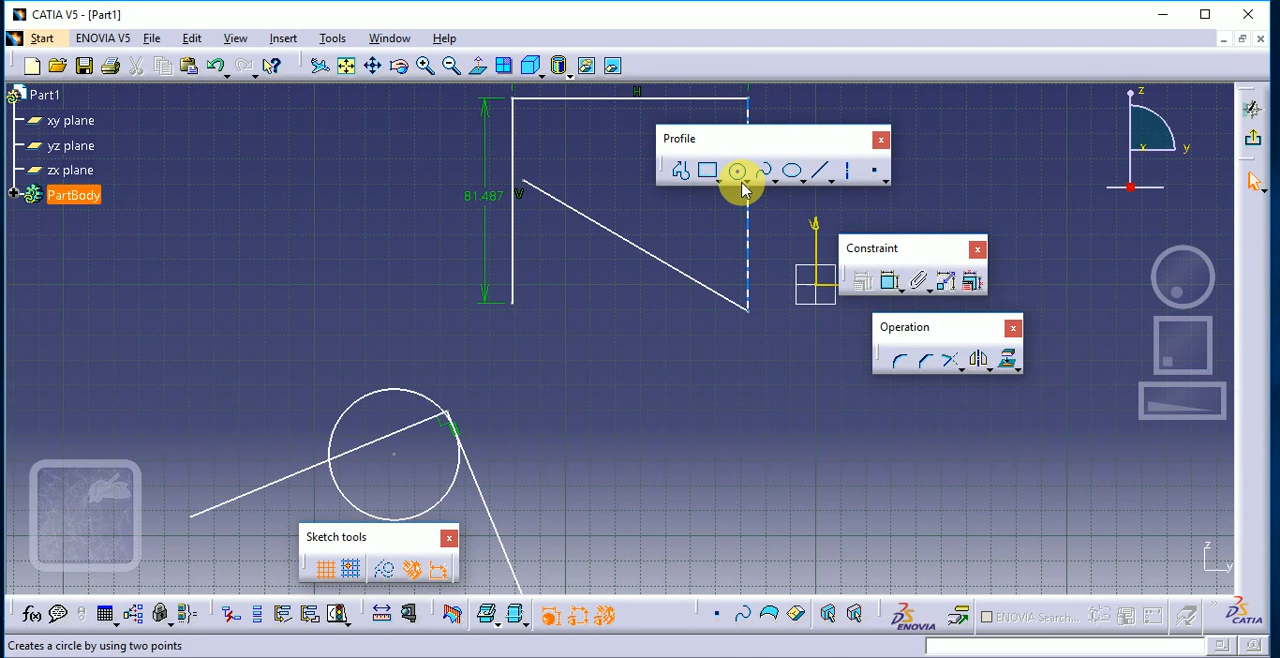 CATIA V5 - [Part1]
Start ENOVIA V5 File Edit View Insert Tools Window Help
Part1
xy plane
yz plane
zx plane
PartBody
H
81.487
V
Profile
V
Constraint
Operation
z
x
y
Sketch tools
z
y
f(x)
ENOVIA
ENOVIA Search...
CATIA
Creates a circle by using two points